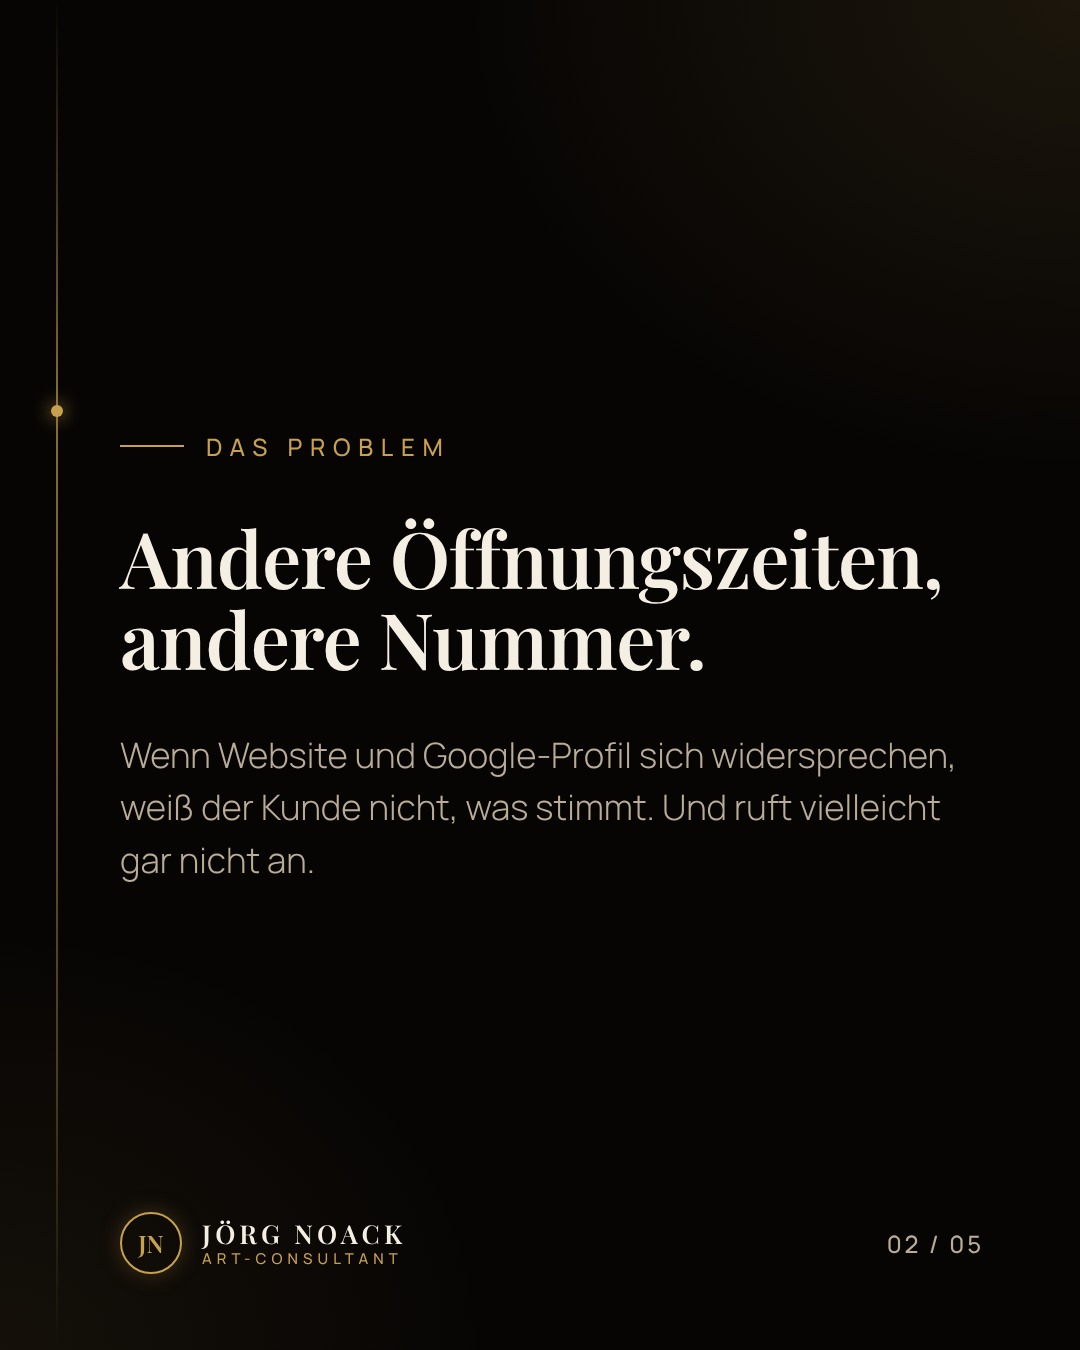 DAS PROBLEM
Andere Öffnungszeiten,
andere Nummer.
Wenn Website und Google-Profil sich widersprechen,
weiß der Kunde nicht, was stimmt. Und ruft vielleicht
gar nicht an.
JN
JÖRG NOACK
ART-CONSULTANT
02 / 05